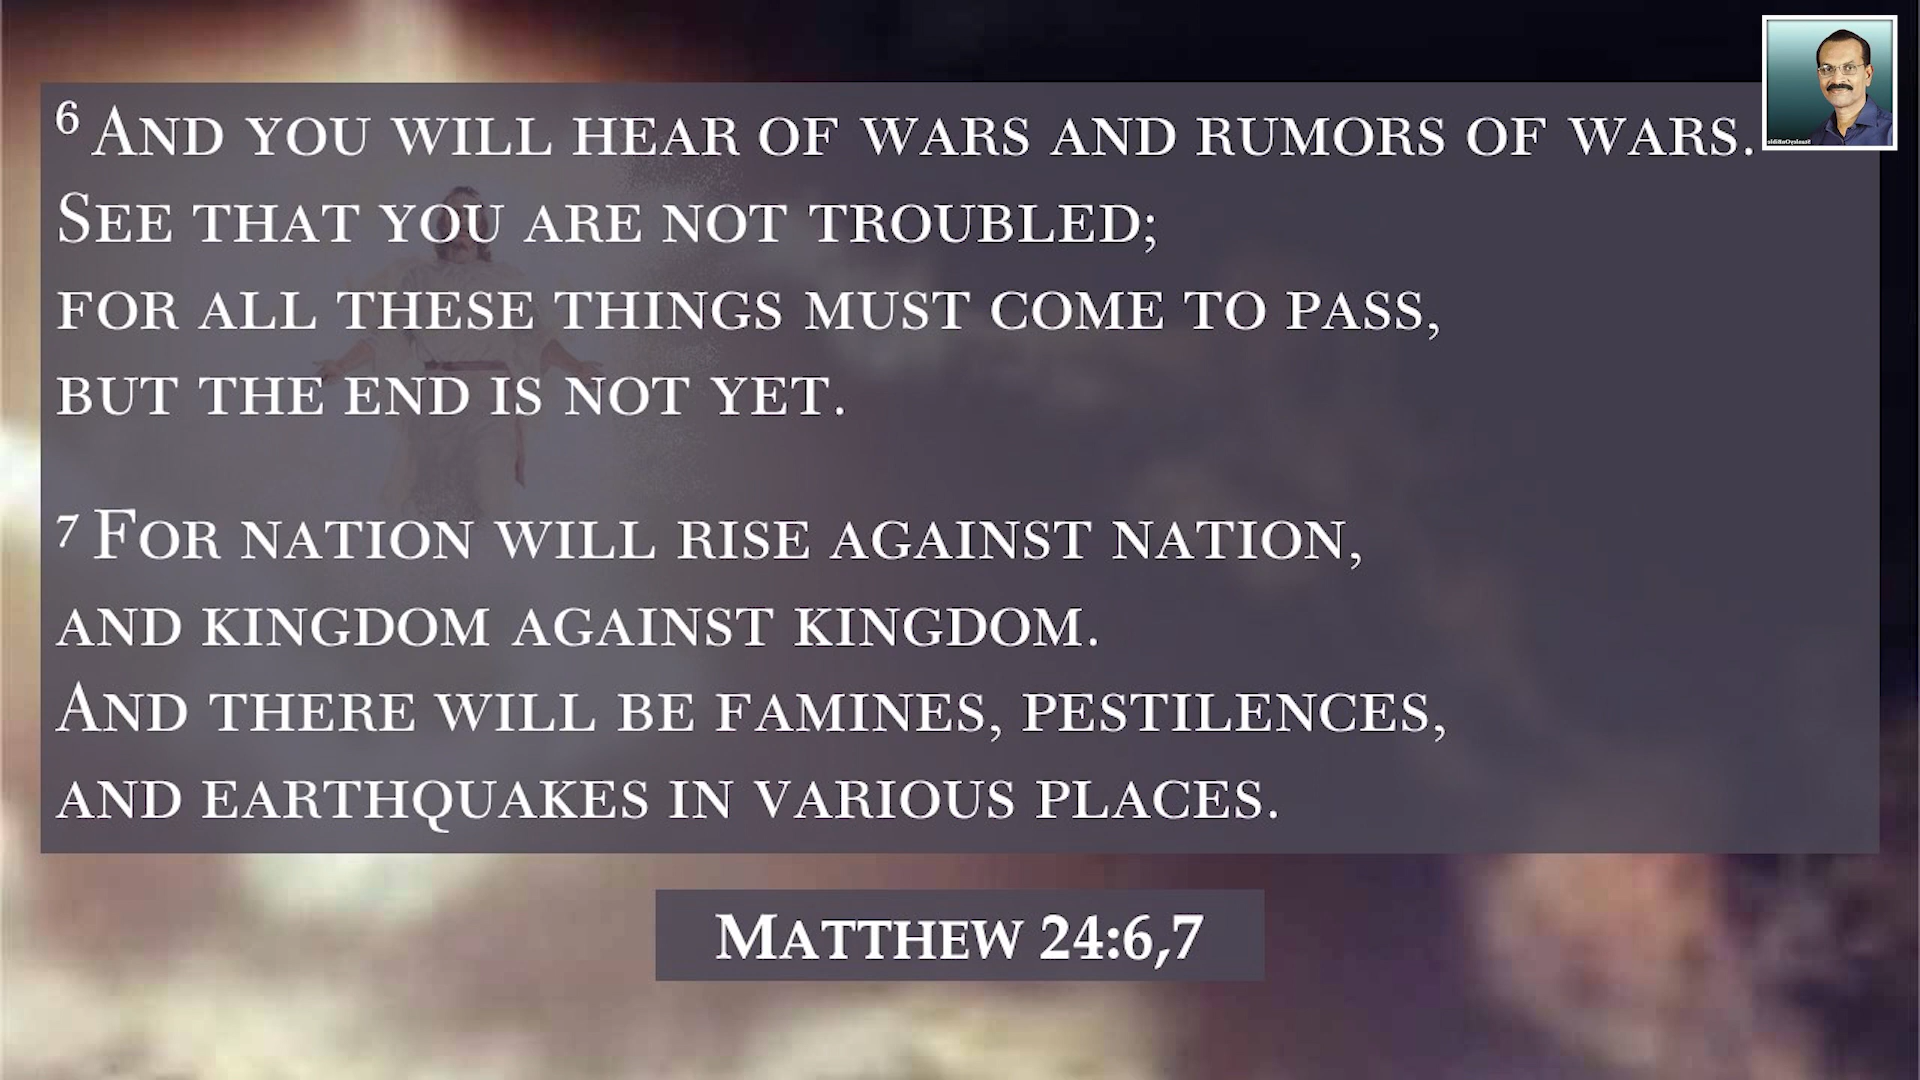 6 And you will hear of wars and rumors of wars.
See that you are not troubled;
for all these things must come to pass,
but the end is not yet.
7 For nation will rise against nation,
and kingdom against kingdom.
And there will be famines, pestilences,
and earthquakes in various places.
Matthew 24:6,7